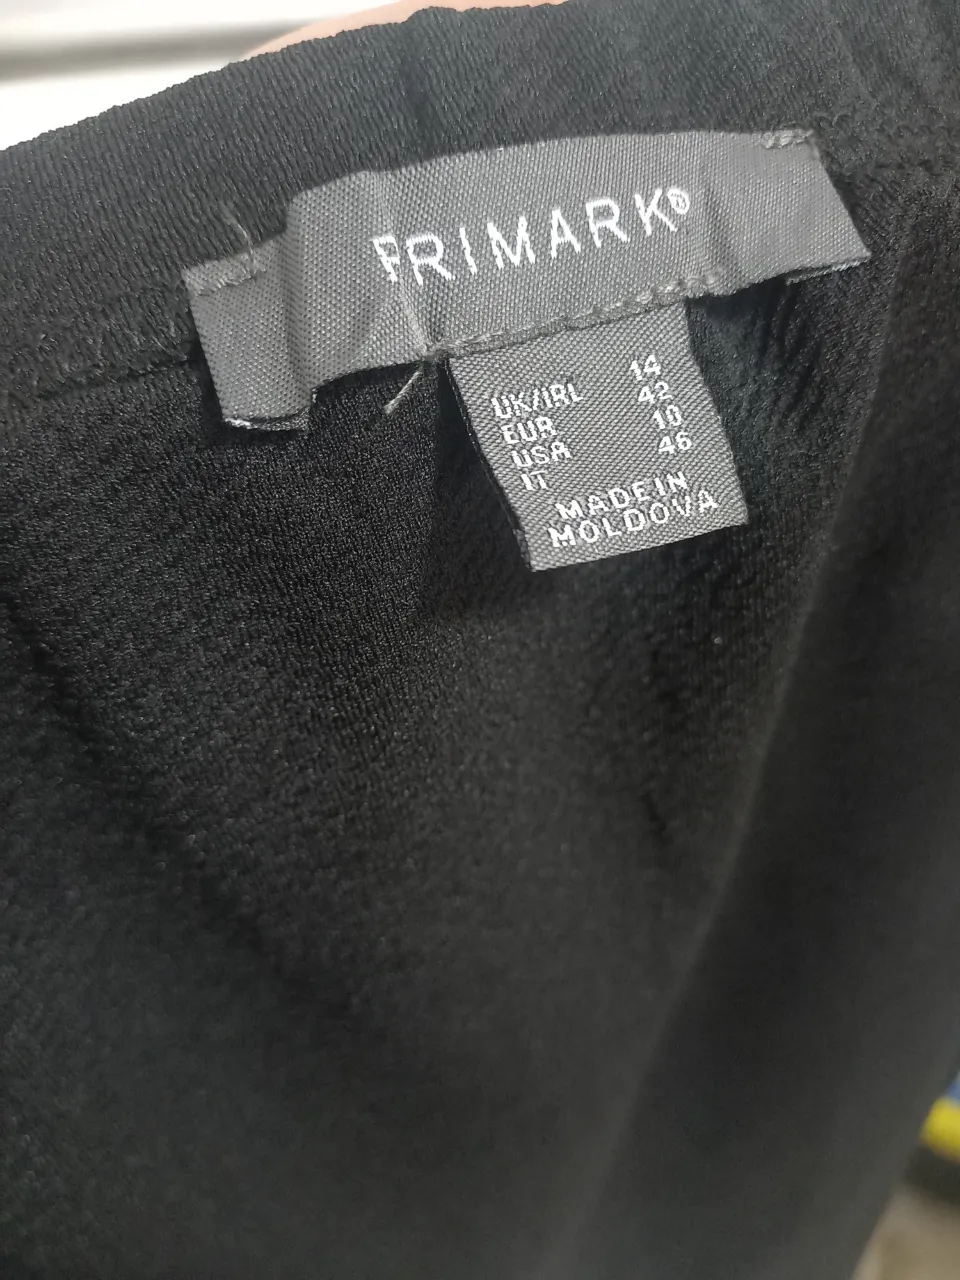 PRIMARK®
UK/IRL 14
EUR 42
USA 10
IT 46
MADE IN
MOLDOVA